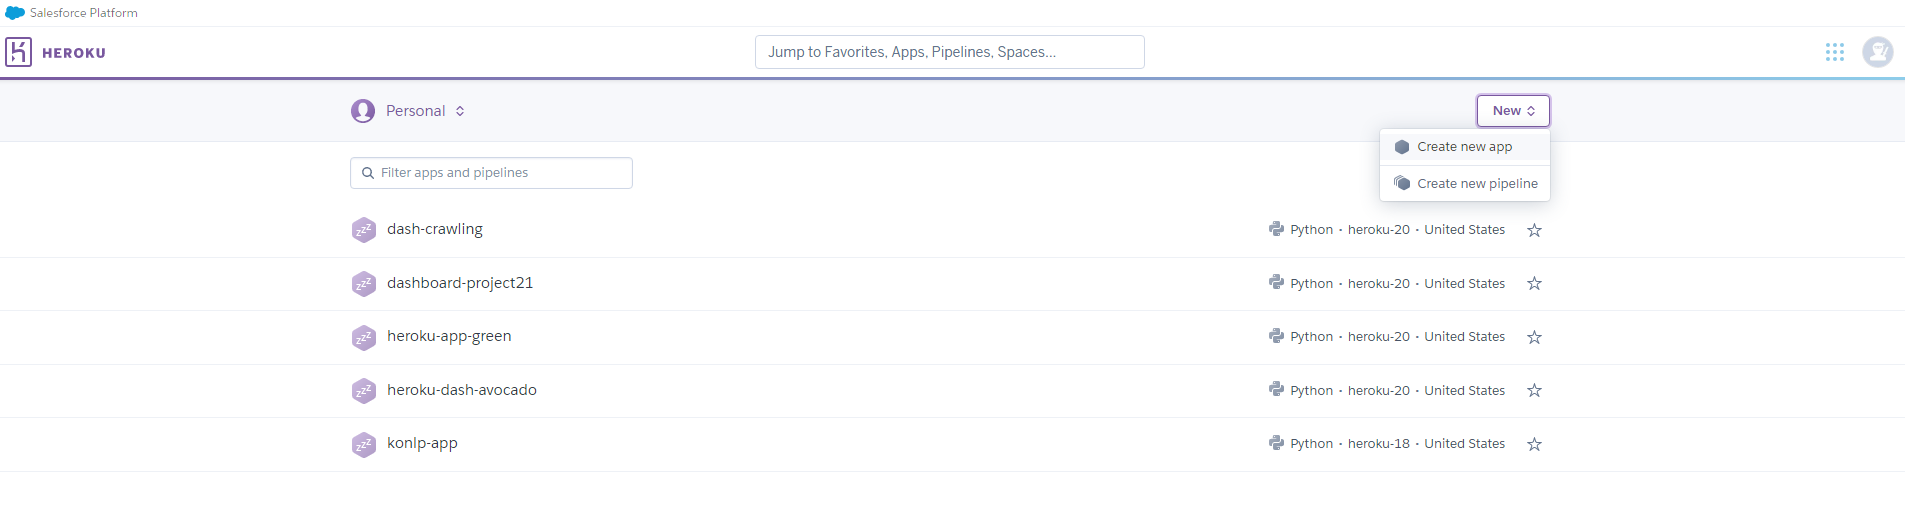 Salesforce Platform
HEROKU
Jump to Favorites, Apps, Pipelines, Spaces...
Personal
New
Create new app
Create new pipeline
Filter apps and pipelines
dash-crawling Python · heroku-20 · United States
dashboard-project21 Python · heroku-20 · United States
heroku-app-green Python · heroku-20 · United States
heroku-dash-avocado Python · heroku-20 · United States
konlp-app Python · heroku-18 · United States